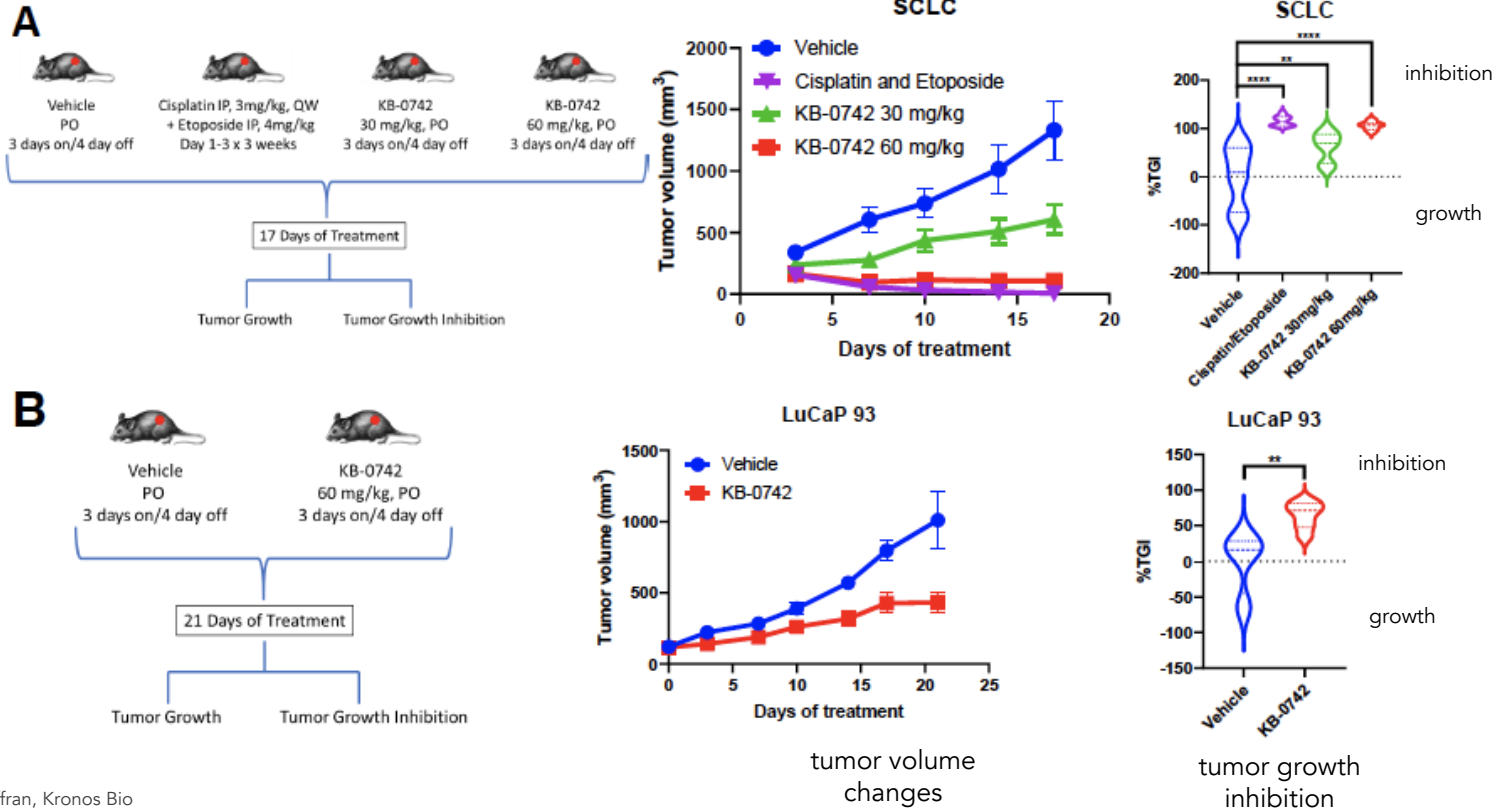 A
Vehicle
PO
3 days on/4 day off
Cisplatin IP, 3mg/kg, QW
+ Etoposide IP, 4mg/kg
Day 1-3 x 3 weeks
KB-0742
30 mg/kg, PO
3 days on/4 day off
KB-0742
60 mg/kg, PO
3 days on/4 day off
17 Days of Treatment
Tumor Growth
Tumor Growth Inhibition
SCLC
Tumor volume (mm³)
2000
1500
1000
500
0
0
5
10
15
20
Days of treatment
Vehicle
Cisplatin and Etoposide
KB-0742 30 mg/kg
KB-0742 60 mg/kg
SCLC
****
**
****
%TGI
200
100
0
-100
-200
Vehicle
Cispatin/Etoposide
KB-0742 30mg/kg
KB-0742 60mg/kg
inhibition
growth
B
Vehicle
PO
3 days on/4 day off
KB-0742
60 mg/kg, PO
3 days on/4 day off
21 Days of Treatment
Tumor Growth
Tumor Growth Inhibition
LuCaP 93
Tumor volume (mm³)
1500
1000
500
0
0
5
10
15
20
25
Days of treatment
Vehicle
KB-0742
LuCaP 93
**
%TGI
150
100
50
0
-50
-100
-150
Vehicle
KB-0742
inhibition
growth
tumor volume
changes
tumor growth
inhibition
fran, Kronos Bio